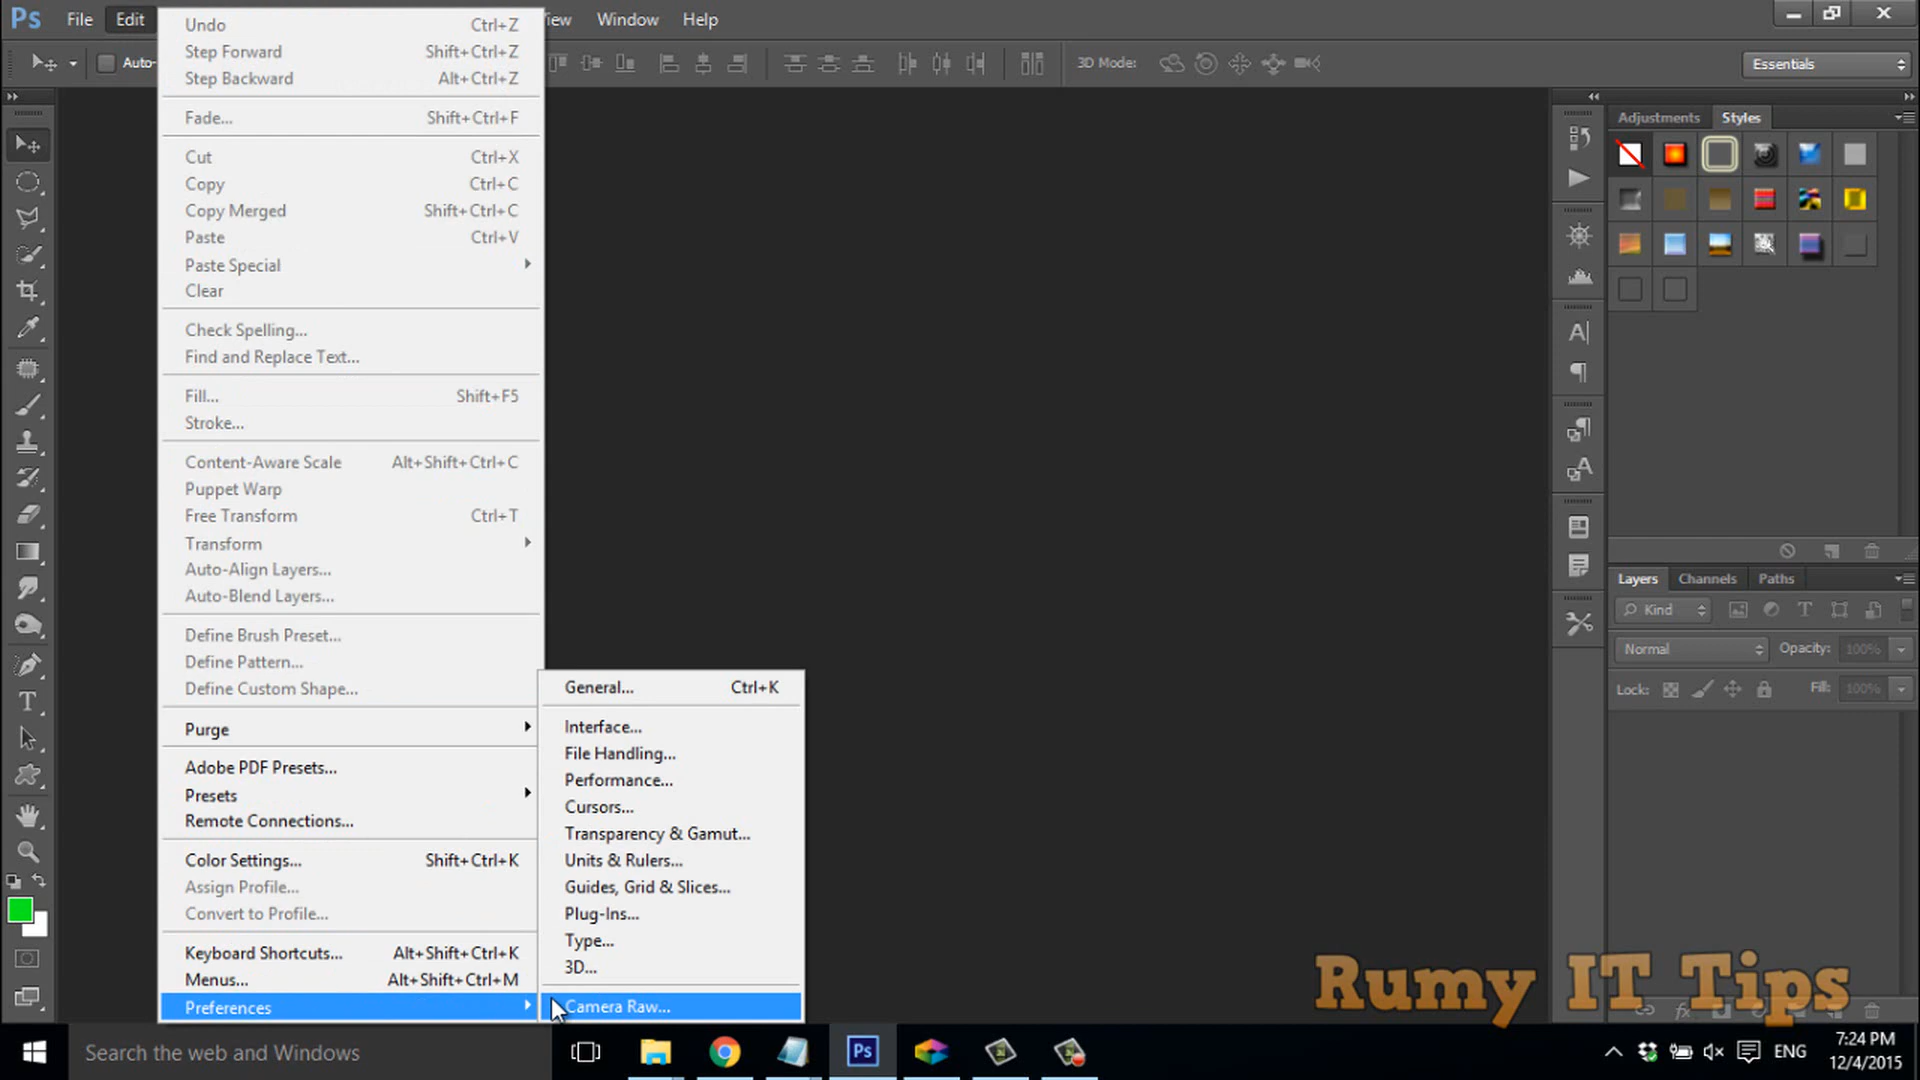 Ps File Edit View Window Help
Auto- 3D Mode: Essentials
Undo Ctrl+Z
Step Forward Shift+Ctrl+Z
Step Backward Alt+Ctrl+Z
Fade... Shift+Ctrl+F
Cut Ctrl+X
Copy Ctrl+C
Copy Merged Shift+Ctrl+C
Paste Ctrl+V
Paste Special
Clear
Check Spelling...
Find and Replace Text...
Fill... Shift+F5
Stroke...
Content-Aware Scale Alt+Shift+Ctrl+C
Puppet Warp
Free Transform Ctrl+T
Transform
Auto-Align Layers...
Auto-Blend Layers...
Define Brush Preset...
Define Pattern...
Define Custom Shape...
Purge
Adobe PDF Presets...
Presets
Remote Connections...
Color Settings... Shift+Ctrl+K
Assign Profile...
Convert to Profile...
Keyboard Shortcuts... Alt+Shift+Ctrl+K
Menus... Alt+Shift+Ctrl+M
Preferences
General... Ctrl+K
Interface...
File Handling...
Performance...
Cursors...
Transparency & Gamut...
Units & Rulers...
Guides, Grid & Slices...
Plug-Ins...
Type...
3D...
Camera Raw...
Adjustments Styles
Layers Channels Paths
Kind
Normal Opacity: 100%
Lock: Fill: 100%
Rumy IT Tips
Search the web and Windows
Ps
ENG
7:24 PM
12/4/2015